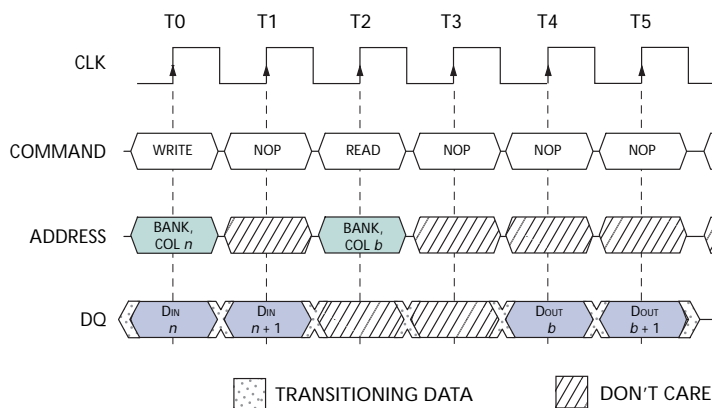 T0 T1 T2 T3 T4 T5
CLK
COMMAND WRITE NOP READ NOP NOP NOP
ADDRESS BANK, COL n BANK, COL b
DQ DIN n DIN n + 1 DOUT b DOUT b + 1
TRANSITIONING DATA DON'T CARE